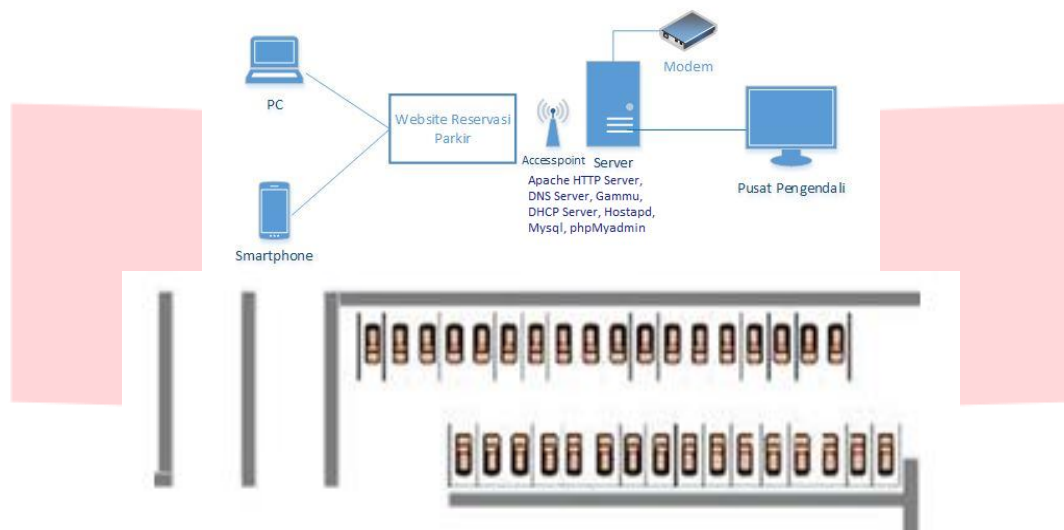 Modem
PC
Website Reservasi
Parkir
Accesspoint
Server
Apache HTTP Server,
DNS Server, Gammu,
DHCP Server, Hostapd,
Mysql, phpMyadmin
Pusat Pengendali
Smartphone